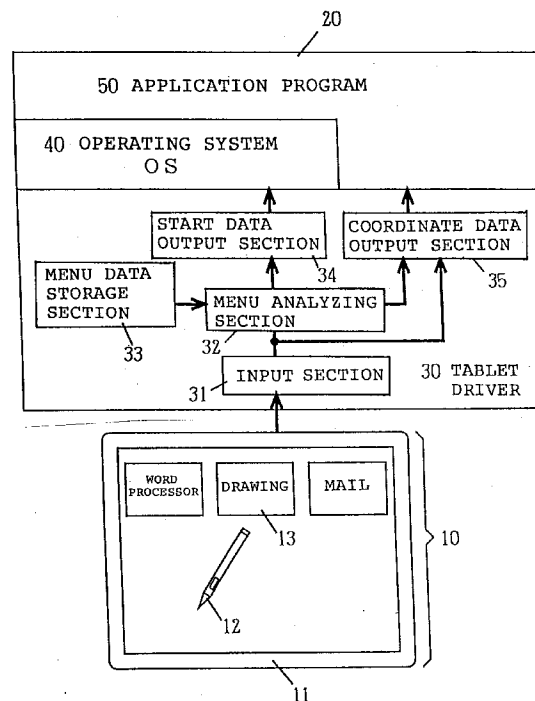 20
50 APPLICATION PROGRAM
40 OPERATING SYSTEM
OS
START DATA
OUTPUT SECTION
34
COORDINATE DATA
OUTPUT SECTION
35
MENU DATA
STORAGE
SECTION
33
MENU ANALYZING
SECTION
32
31
INPUT SECTION
30 TABLET
DRIVER
WORD
PROCESSOR
DRAWING
MAIL
13
12
10
11